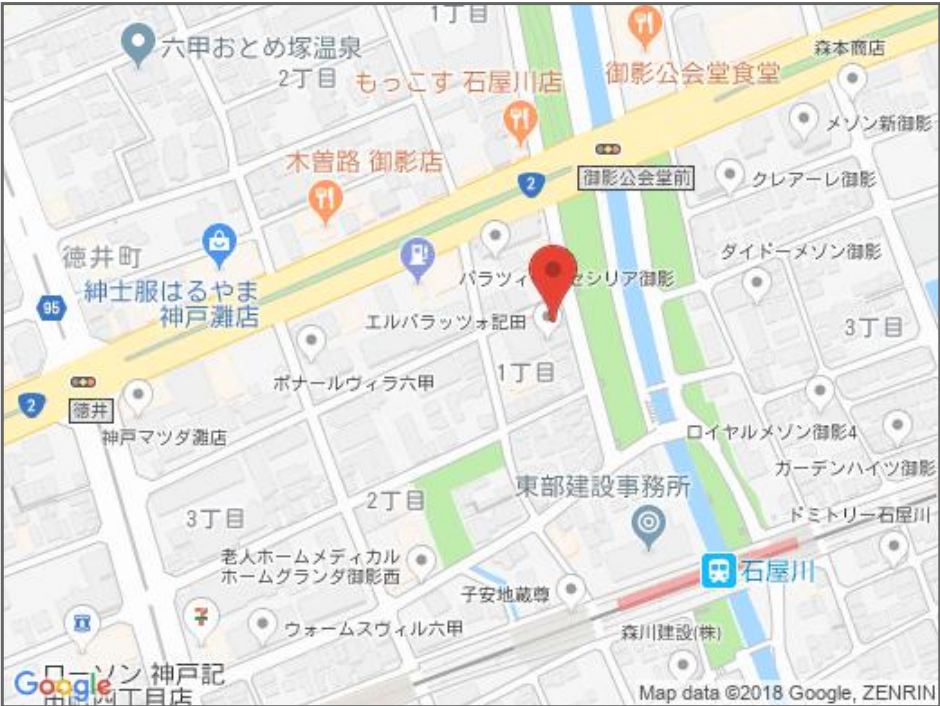 1丁目
六甲おとめ塚温泉
2丁目
もっこす 石屋川店
御影公会堂食堂
森本商店
メゾン新御影
木曽路 御影店
2
御影公会堂前
クレアーレ御影
徳井町
ダイドーメゾン御影
パラッツィ
セシリア御影
紳士服はるやま
神戸灘店
95
エルパラッツォ記田
3丁目
1丁目
ボナールヴィラ六甲
2
徳井
神戸マツダ灘店
ロイヤルメゾン御影4
ガーデンハイツ御影
東部建設事務所
2丁目
3丁目
ドミトリー石屋川
老人ホームメディカル
ホームグランダ御影西
石屋川
子安地蔵尊
ウォームスヴィル六甲
森川建設(株)
ローソン 神戸記
田町四丁目店
Google
Map data ©2018 Google, ZENRIN